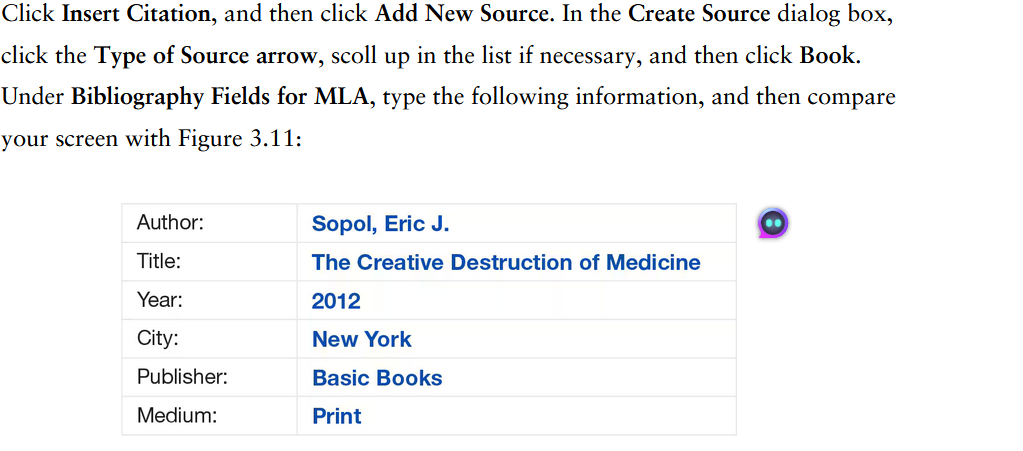 Click Insert Citation, and then click Add New Source. In the Create Source dialog box,
click the Type of Source arrow, scoll up in the list if necessary, and then click Book.
Under Bibliography Fields for MLA, type the following information, and then compare
your screen with Figure 3.11:
Author: Sopol, Eric J.
Title: The Creative Destruction of Medicine
Year: 2012
City: New York
Publisher: Basic Books
Medium: Print